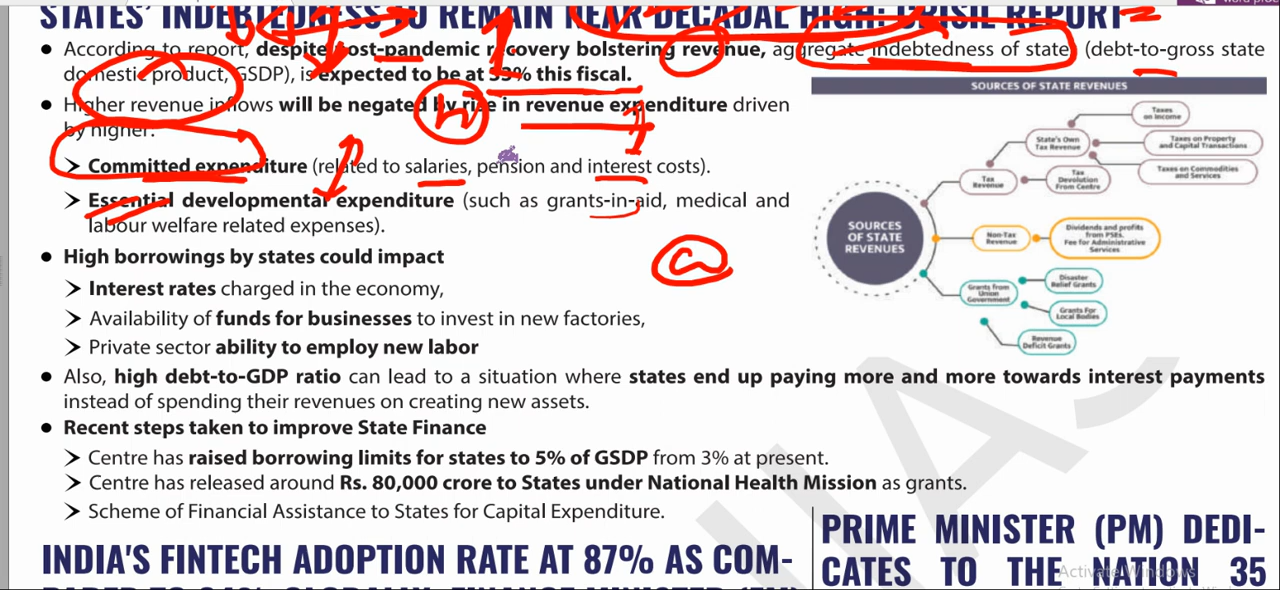 STATES' INDEBTEDNESS TO REMAIN NEAR DECADAL HIGH: CRISIL REPORT
• According to report, despite post-pandemic recovery bolstering revenue, aggregate indebtedness of states (debt-to-gross state
domestic product, GSDP), is expected to be at 33% this fiscal.
• Higher revenue inflows will be negated by rise in revenue expenditure driven
by higher:
➤ Committed expenditure (related to salaries, pension and interest costs).
➤ Essential developmental expenditure (such as grants-in-aid, medical and
labour welfare related expenses).
• High borrowings by states could impact
➤ Interest rates charged in the economy,
➤ Availability of funds for businesses to invest in new factories,
➤ Private sector ability to employ new labor
SOURCES OF STATE REVENUES
SOURCES
OF STATE
REVENUES
Tax
Revenue
State's Own
Tax Revenue
Taxes
on Income
Taxes on Property
and Capital Transactions
Taxes on Commodities
and Services
Tax
Devolution
From Centre
Non-Tax
Revenue
Dividends and profits
from PSEs.
Fee for Administrative
Services
Grants from
Union
Government
Disaster
Relief Grants
Grants For
Local Bodies
Revenue
Deficit Grants
• Also, high debt-to-GDP ratio can lead to a situation where states end up paying more and more towards interest payments
instead of spending their revenues on creating new assets.
• Recent steps taken to improve State Finance
➤ Centre has raised borrowing limits for states to 5% of GSDP from 3% at present.
➤ Centre has released around Rs. 80,000 crore to States under National Health Mission as grants.
➤ Scheme of Financial Assistance to States for Capital Expenditure.
INDIA'S FINTECH ADOPTION RATE AT 87% AS COM-
PRIME MINISTER (PM) DEDI-
CATES TO THE NATION 35
Activate Windows
IAS